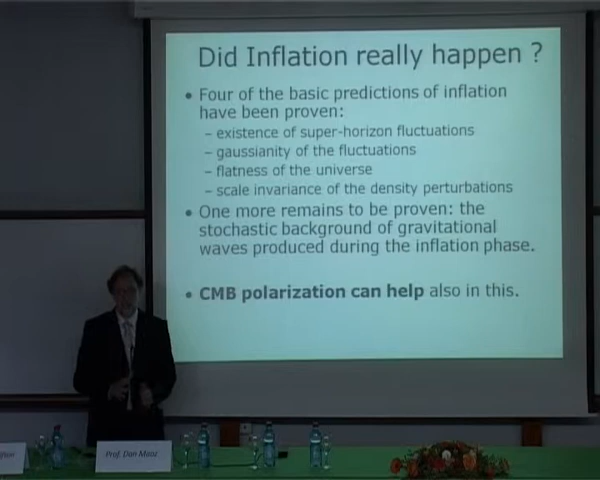 Did Inflation really happen ?
• Four of the basic predictions of inflation
have been proven:
– existence of super-horizon fluctuations
– gaussianity of the fluctuations
– flatness of the universe
– scale invariance of the density perturbations
• One more remains to be proven: the
stochastic background of gravitational
waves produced during the inflation phase.
• CMB polarization can help also in this.
Prof. Dan Maoz